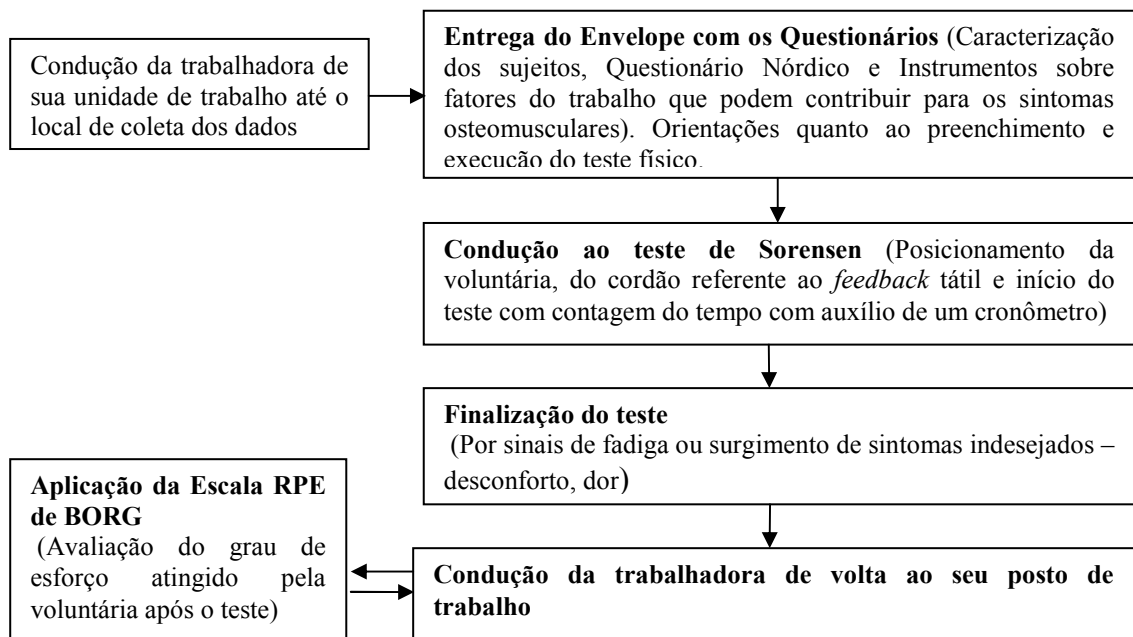 Condução da trabalhadora de
sua unidade de trabalho até o
local de coleta dos dados
Entrega do Envelope com os Questionários (Caracterização
dos sujeitos, Questionário Nórdico e Instrumentos sobre
fatores do trabalho que podem contribuir para os sintomas
osteomusculares). Orientações quanto ao preenchimento e
execução do teste físico.
Condução ao teste de Sorensen (Posicionamento da
voluntária, do cordão referente ao feedback tátil e início do
teste com contagem do tempo com auxílio de um cronômetro)
Finalização do teste
(Por sinais de fadiga ou surgimento de sintomas indesejados –
desconforto, dor)
Aplicação da Escala RPE
de BORG
(Avaliação do grau de
esforço atingido pela
voluntária após o teste)
Condução da trabalhadora de volta ao seu posto de
trabalho